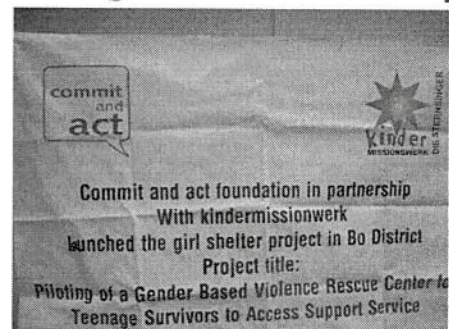 commit
and
act
kinder
MISSIONSWERK
DIE STERNSINGER
Commit and act foundation in partnership
With kindermissionwerk
launched the girl shelter project in Bo District
Project title:
Piloting of a Gender Based Violence Rescue Center
Teenage Survivors to Access Support Service